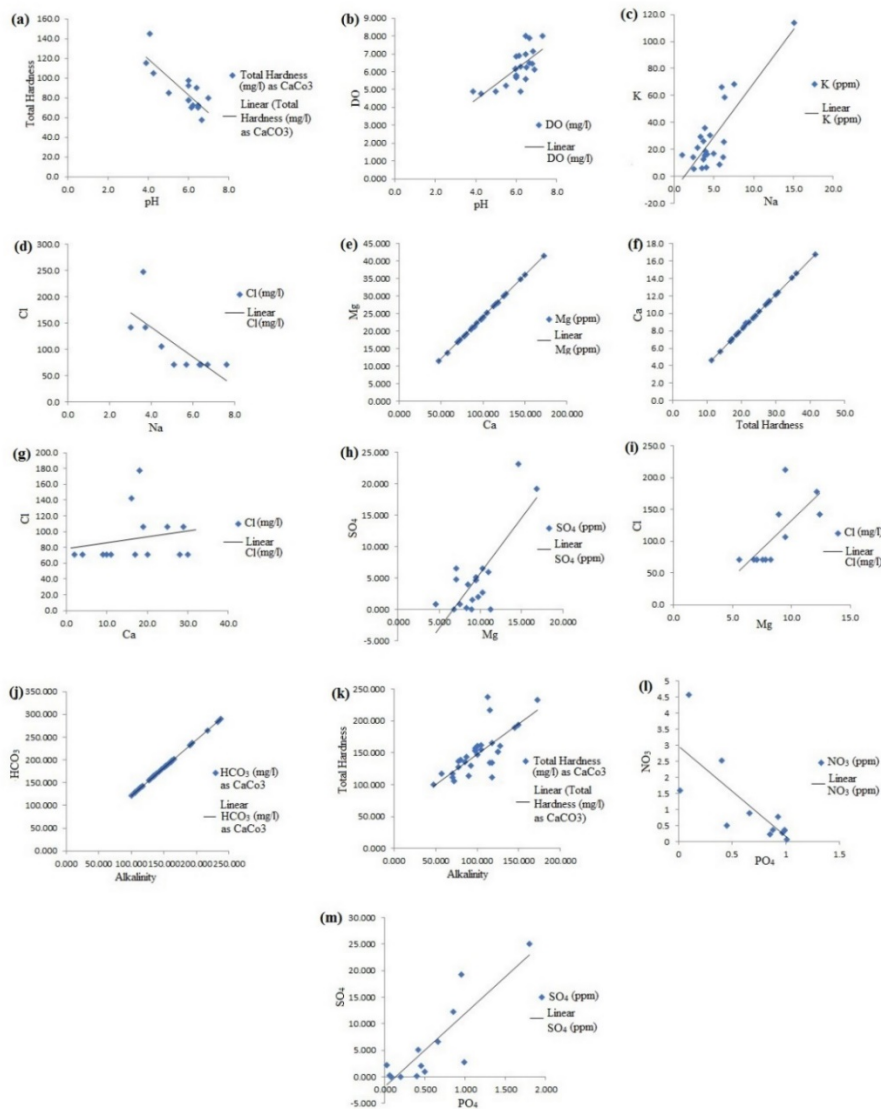 (a)
160.0
140.0
120.0
100.0
80.0
60.0
40.0
20.0
0.0
Total Hardness
0.0 2.0 4.0 6.0 8.0
pH
Total Hardness
(mg/l) as CaCo3
Linear (Total
Hardness (mg/l)
as CACO3)
(b)
8.000
7.000
6.000
5.000
4.000
3.000
2.000
1.000
0.000
DO
3.0 5.0 7.0
pH
DO (mg/l)
Linear
DO (mg/l)
(c)
120.0
100.0
80.0
60.0
40.0
20.0
0.0
K
0.0 5.0 10.0 15.0 20.0
Na
K (ppm)
Linear
K (ppm)
(d)
300.0
250.0
200.0
150.0
100.0
50.0
0.0
Cl
0.0 2.0 4.0 6.0 8.0
Na
Cl (mg/l)
Linear
Cl(mg/l)
(e)
45.000
40.000
35.000
30.000
25.000
20.000
15.000
10.000
5.000
0.000
Mg
0.000 50.000 100.000 150.000 200.000
Ca
Mg (ppm)
Linear
Mg (ppm)
(f)
18.0
16.0
14.0
12.0
10.0
8.0
6.0
4.0
2.0
0.0
Ca
0.0 10.0 20.0 30.0 40.0 50.0
Total Hardness
(g)
200.0
180.0
160.0
140.0
120.0
100.0
80.0
60.0
40.0
20.0
0.0
Cl
0.0 10.0 20.0 30.0 40.0
Ca
Cl (mg/l)
Linear
Cl(mg/l)
(h)
25.000
20.000
15.000
10.000
5.000
0.000
-5.000
SO₄
0.000 5.000 10.000 15.000 20.000
Mg
SO₄ (ppm)
Linear
SO₄ (ppm)
(i)
250.0
200.0
150.0
100.0
50.0
0.0
Cl
0.0 5.0 10.0 15.0
Mg
Cl (mg/l)
Linear
Cl(mg/l)
(j)
350.000
300.000
250.000
200.000
150.000
100.000
50.000
0.000
HCO₃
0.000 50.000 100.000 150.000 200.000 250.000
Alkalinity
HCO₃ (mg/l)
as CaCo3
Linear
HCO₃ (mg/l)
as CaCo3
(k)
250.000
200.000
150.000
100.000
50.000
0.000
Total Hardness
0.000 50.000 100.000 150.000 200.000
Alkalinity
Total Hardness
(mg/l) as CaCo3
Linear (Total
Hardness (mg/l)
as CACO3)
(l)
5
4.5
4
3.5
3
2.5
2
1.5
1
0.5
0
NO₃
0 0.5 1 1.5
PO₄
NO₃ (ppm)
Linear
NO₃ (ppm)
(m)
30.000
25.000
20.000
15.000
10.000
5.000
0.000
-5.000
SO₄
0.000 0.500 1.000 1.500 2.000
PO₄
SO₄ (ppm)
Linear
SO₄ (ppm)